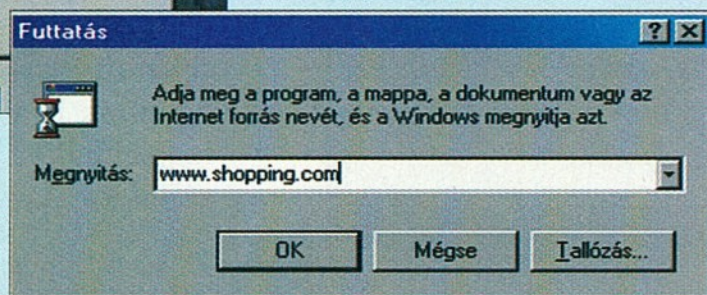 Futtatás
Adja meg a program, a mappa, a dokumentum vagy az
Internet forrás nevét, és a Windows megnyitja azt.
Megnyitás: www.shopping.com
OK Mégse Tallózás...